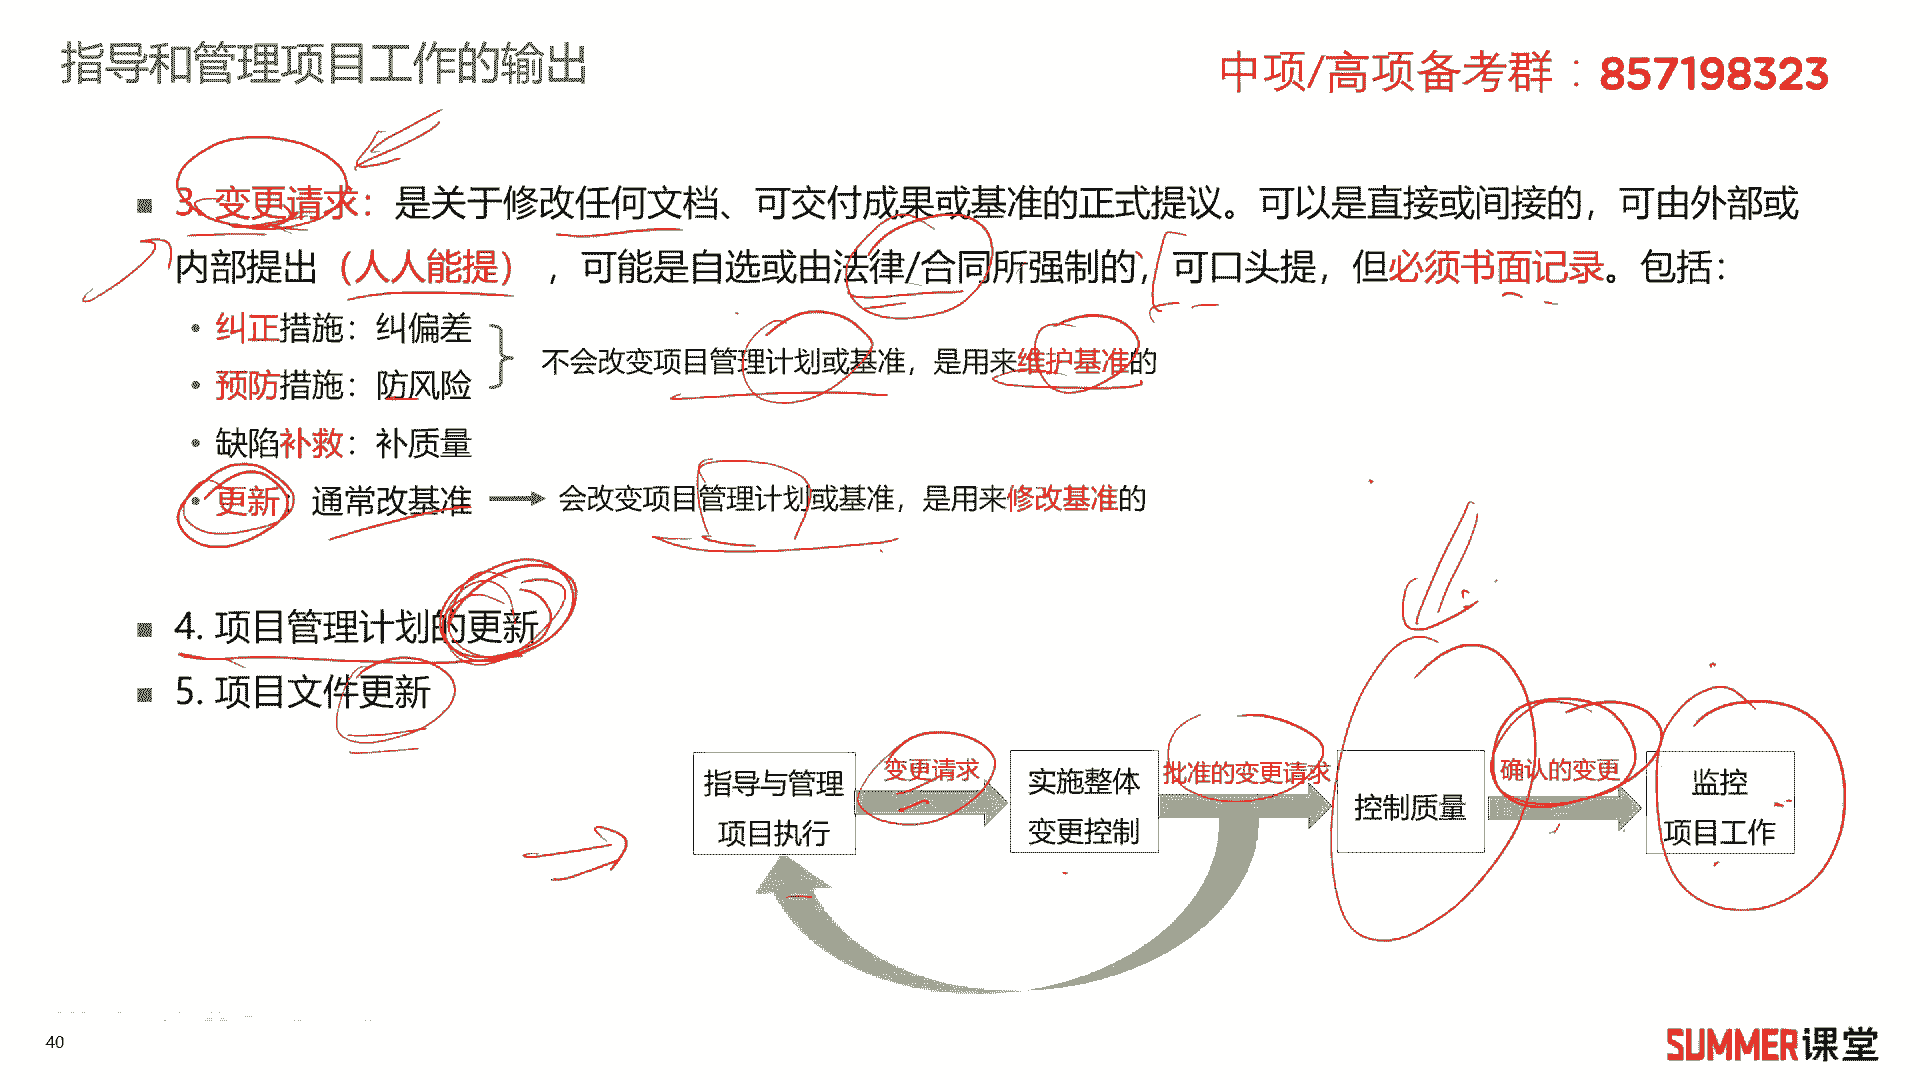 指导和管理项目工作的输出
中项/高项备考群：857198323
3. 变更请求：是关于修改任何文档、可交付成果或基准的正式提议。可以是直接或间接的，可由外部或
内部提出（人人能提），可能是自选或由法律/合同所强制的，可口头提，但必须书面记录。包括：
纠正措施：纠偏差
预防措施：防风险
不会改变项目管理计划或基准，是用来维护基准的
缺陷补救：补质量
更新：通常改基准
会改变项目管理计划或基准，是用来修改基准的
4. 项目管理计划的更新
5. 项目文件更新
指导与管理
项目执行
变更请求
实施整体
变更控制
批准的变更请求
控制质量
确认的变更
监控
项目工作
40
SUMMER课堂